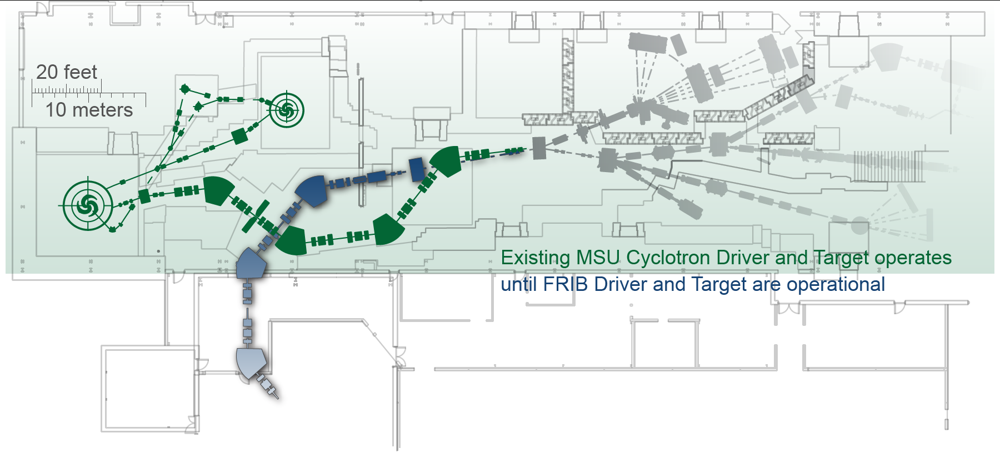 20 feet
10 meters
Existing MSU Cyclotron Driver and Target operates
until FRIB Driver and Target are operational